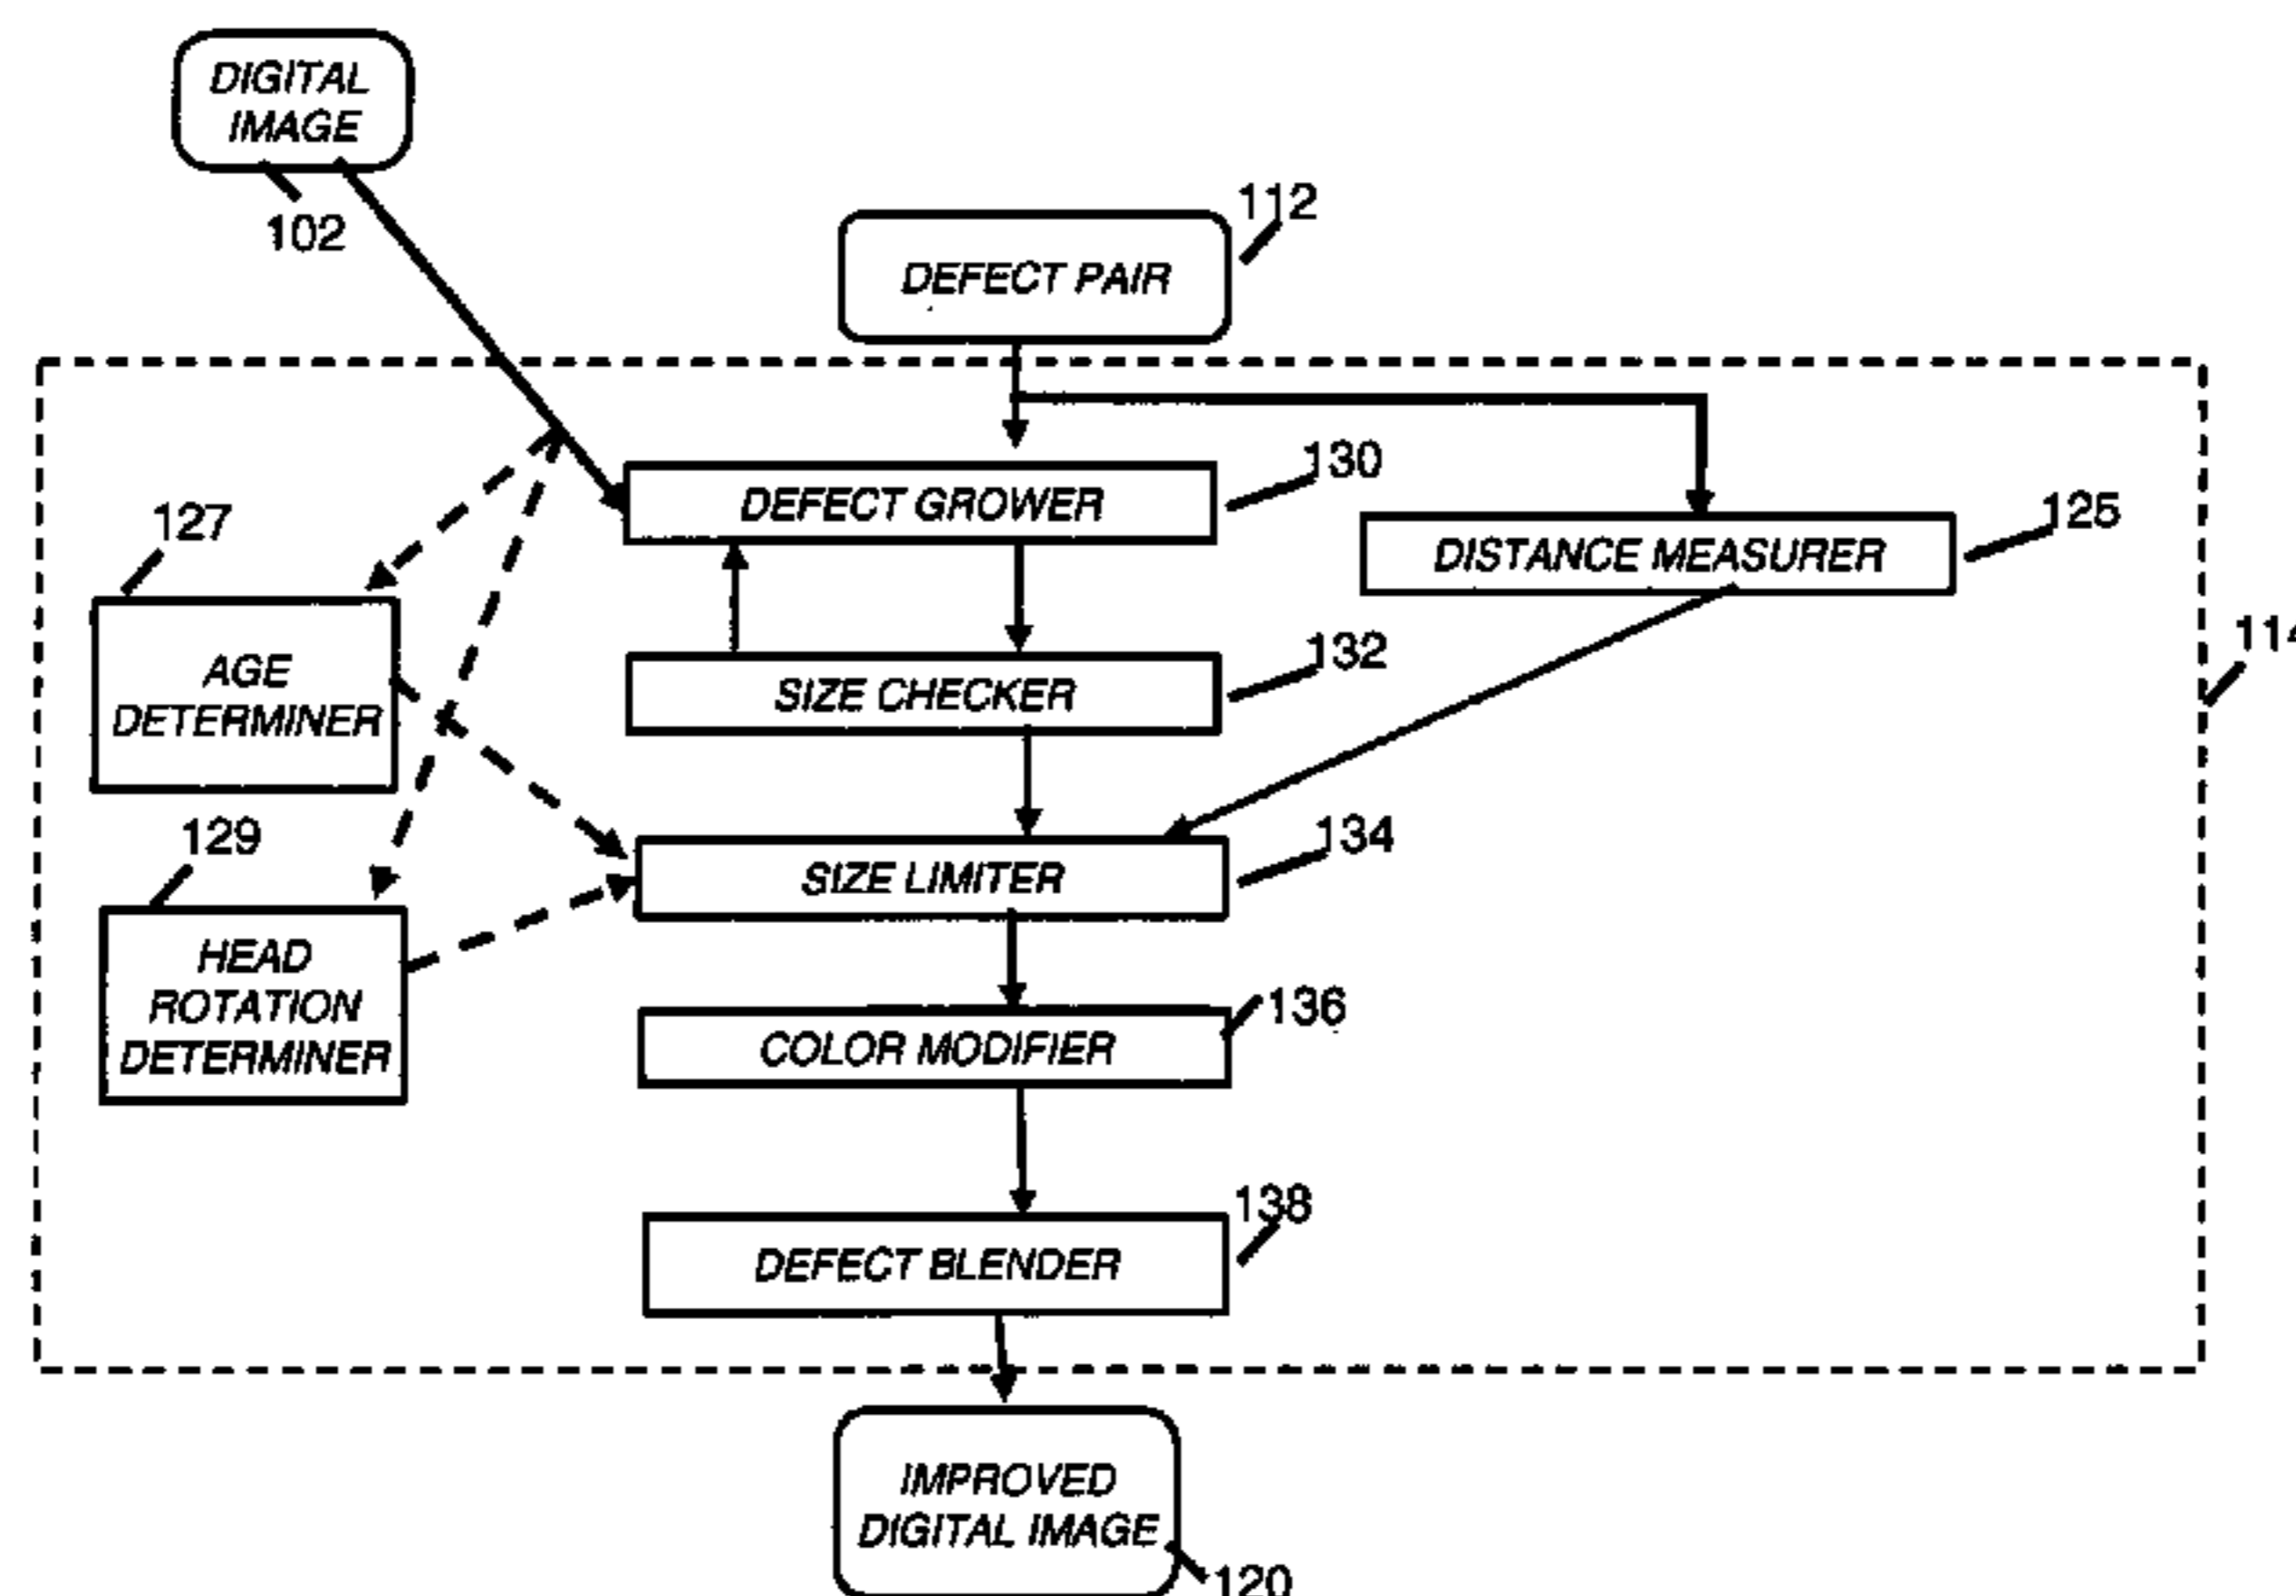 DIGITAL
IMAGE
102
DEFECT PAIR
112
DEFECT GROWER
130
DISTANCE MEASURER
125
127
AGE
DETERMINER
SIZE CHECKER
132
114
129
HEAD
ROTATION
DETERMINER
SIZE LIMITER
134
COLOR MODIFIER
136
DEFECT BLENDER
138
IMPROVED
DIGITAL IMAGE
120